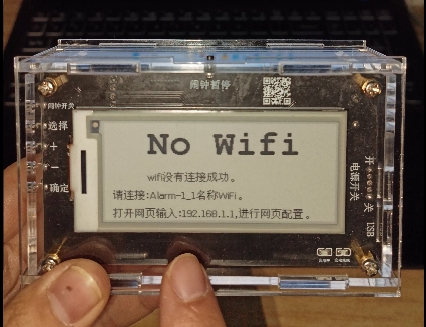 闹钟暂停
闹钟开关
选择
+
−
确定
No Wifi
wifi没有连接成功。
请连接:Alarm-1_1名称WiFi。
打开网页输入:192.168.1.1,进行网页配置。
开
关
电源开关
USB